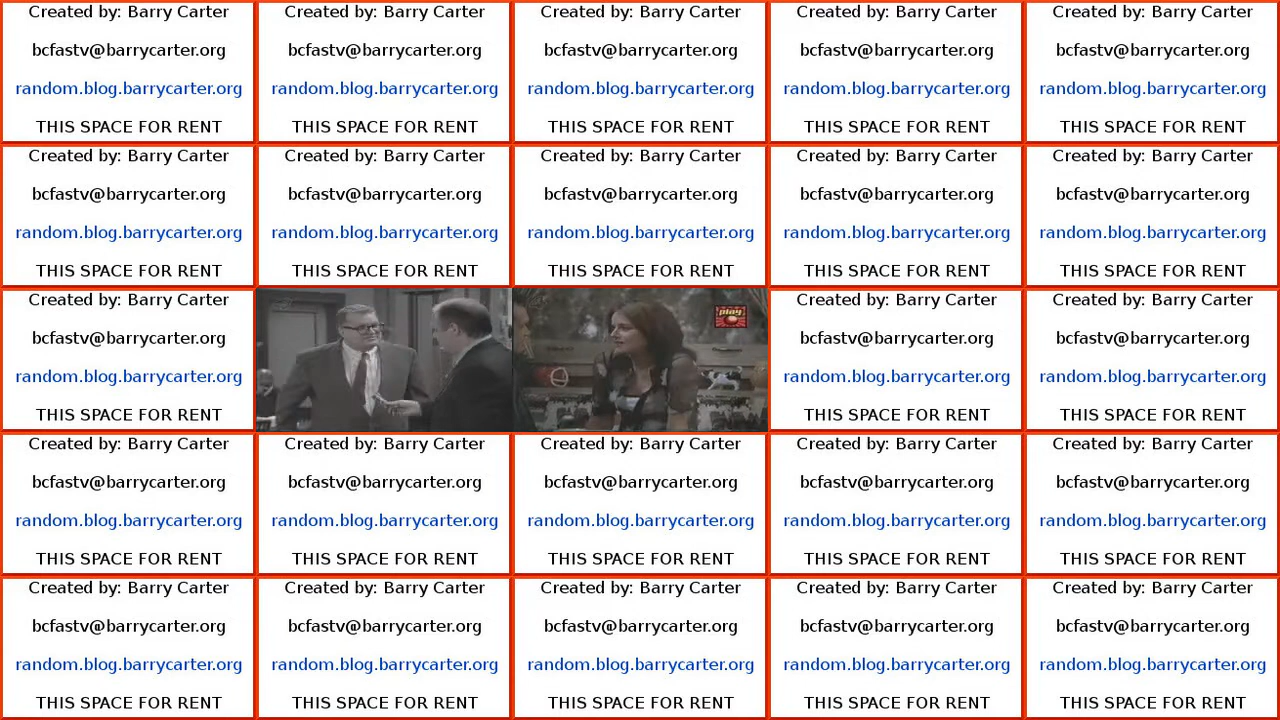 Created by: Barry Carter
bcfastv@barrycarter.org
random.blog.barrycarter.org
THIS SPACE FOR RENT
Created by: Barry Carter
bcfastv@barrycarter.org
random.blog.barrycarter.org
THIS SPACE FOR RENT
Created by: Barry Carter
bcfastv@barrycarter.org
random.blog.barrycarter.org
THIS SPACE FOR RENT
Created by: Barry Carter
bcfastv@barrycarter.org
random.blog.barrycarter.org
THIS SPACE FOR RENT
Created by: Barry Carter
bcfastv@barrycarter.org
random.blog.barrycarter.org
THIS SPACE FOR RENT
Created by: Barry Carter
bcfastv@barrycarter.org
random.blog.barrycarter.org
THIS SPACE FOR RENT
Created by: Barry Carter
bcfastv@barrycarter.org
random.blog.barrycarter.org
THIS SPACE FOR RENT
Created by: Barry Carter
bcfastv@barrycarter.org
random.blog.barrycarter.org
THIS SPACE FOR RENT
Created by: Barry Carter
bcfastv@barrycarter.org
random.blog.barrycarter.org
THIS SPACE FOR RENT
Created by: Barry Carter
bcfastv@barrycarter.org
random.blog.barrycarter.org
THIS SPACE FOR RENT
Created by: Barry Carter
bcfastv@barrycarter.org
random.blog.barrycarter.org
THIS SPACE FOR RENT
play
Created by: Barry Carter
bcfastv@barrycarter.org
random.blog.barrycarter.org
THIS SPACE FOR RENT
Created by: Barry Carter
bcfastv@barrycarter.org
random.blog.barrycarter.org
THIS SPACE FOR RENT
Created by: Barry Carter
bcfastv@barrycarter.org
random.blog.barrycarter.org
THIS SPACE FOR RENT
Created by: Barry Carter
bcfastv@barrycarter.org
random.blog.barrycarter.org
THIS SPACE FOR RENT
Created by: Barry Carter
bcfastv@barrycarter.org
random.blog.barrycarter.org
THIS SPACE FOR RENT
Created by: Barry Carter
bcfastv@barrycarter.org
random.blog.barrycarter.org
THIS SPACE FOR RENT
Created by: Barry Carter
bcfastv@barrycarter.org
random.blog.barrycarter.org
THIS SPACE FOR RENT
Created by: Barry Carter
bcfastv@barrycarter.org
random.blog.barrycarter.org
THIS SPACE FOR RENT
Created by: Barry Carter
bcfastv@barrycarter.org
random.blog.barrycarter.org
THIS SPACE FOR RENT
Created by: Barry Carter
bcfastv@barrycarter.org
random.blog.barrycarter.org
THIS SPACE FOR RENT
Created by: Barry Carter
bcfastv@barrycarter.org
random.blog.barrycarter.org
THIS SPACE FOR RENT
Created by: Barry Carter
bcfastv@barrycarter.org
random.blog.barrycarter.org
THIS SPACE FOR RENT